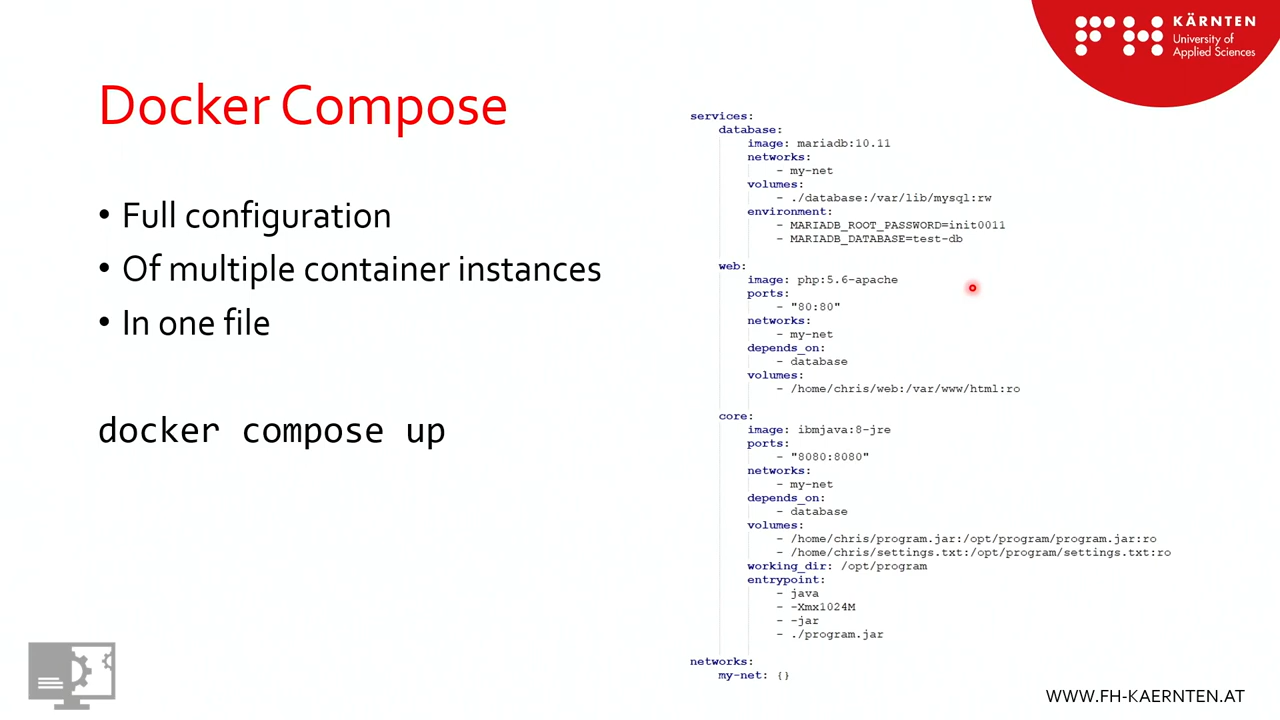 KÄRNTEN
University of
Applied Sciences
Docker Compose
• Full configuration
• Of multiple container instances
• In one file
docker compose up
services:
database:
image: mariadb:10.11
networks:
- my-net
volumes:
- ./database:/var/lib/mysql:rw
environment:
- MARIADB_ROOT_PASSWORD=init0011
- MARIADB_DATABASE=test-db
web:
image: php:5.6-apache
ports:
- "80:80"
networks:
- my-net
depends_on:
- database
volumes:
- /home/chris/web:/var/www/html:ro
core:
image: ibmjava:8-jre
ports:
- "8080:8080"
networks:
- my-net
depends_on:
- database
volumes:
- /home/chris/program.jar:/opt/program/program.jar:ro
- /home/chris/settings.txt:/opt/program/settings.txt:ro
working_dir: /opt/program
entrypoint:
- java
- -Xmx1024M
- -jar
- ./program.jar
networks:
my-net: {}
WWW.FH-KAERNTEN.AT